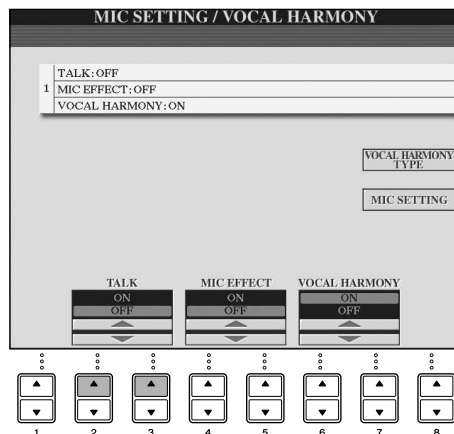 MIC SETTING / VOCAL HARMONY
TALK:OFF
1 MIC EFFECT:OFF
VOCAL HARMONY:ON
VOCAL HARMONY
TYPE
MIC SETTING
TALK MIC EFFECT VOCAL HARMONY
ON ON ON
OFF OFF OFF
1 2 3 4 5 6 7 8